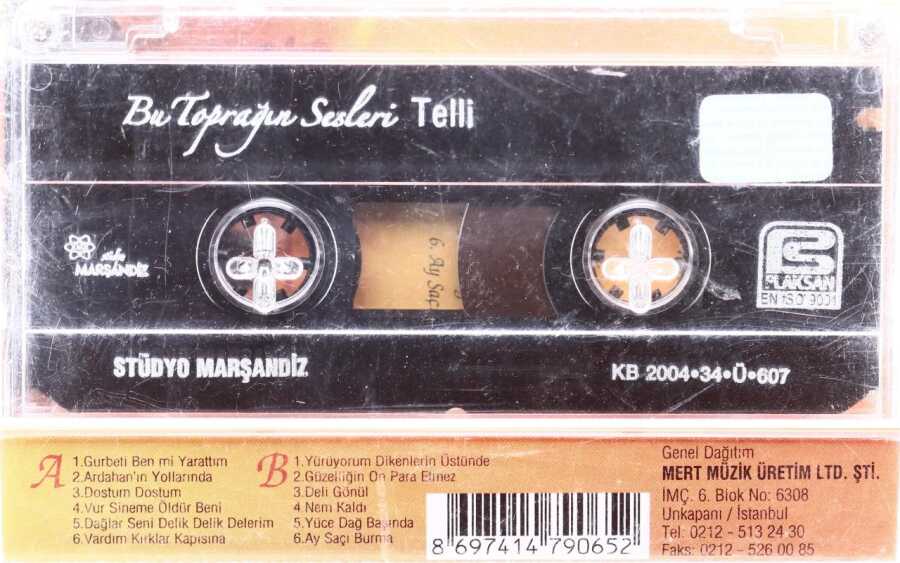 Bu Toprağın Sesleri Telli
MARŞANDİZ
PLAKSAN
EN ISO 9001
6. Ay Saç
STÜDYO MARŞANDİZ
KB 2004•34•Ü•607
A
1.Gurbeti Ben mi Yarattım
2.Ardahan'ın Yollarında
3.Dostum Dostum
4.Vur Sineme Öldür Beni
5.Dağlar Seni Delik Delik Delerim
6.Vardım Kırklar Kapısına
B
1.Yürüyorum Dikenlerin Üstünde
2.Güzelliğin On Para Etmez
3.Deli Gönül
4.Nem Kaldı
5.Yüce Dağ Başında
6.Ay Saçı Burma
8 697414 790652
Genel Dağıtım
MERT MÜZİK ÜRETİM LTD. ŞTİ.
İMÇ. 6. Blok No: 6308
Unkapanı / İstanbul
Tel: 0212 - 513 24 30
Faks: 0212 - 526 00 85